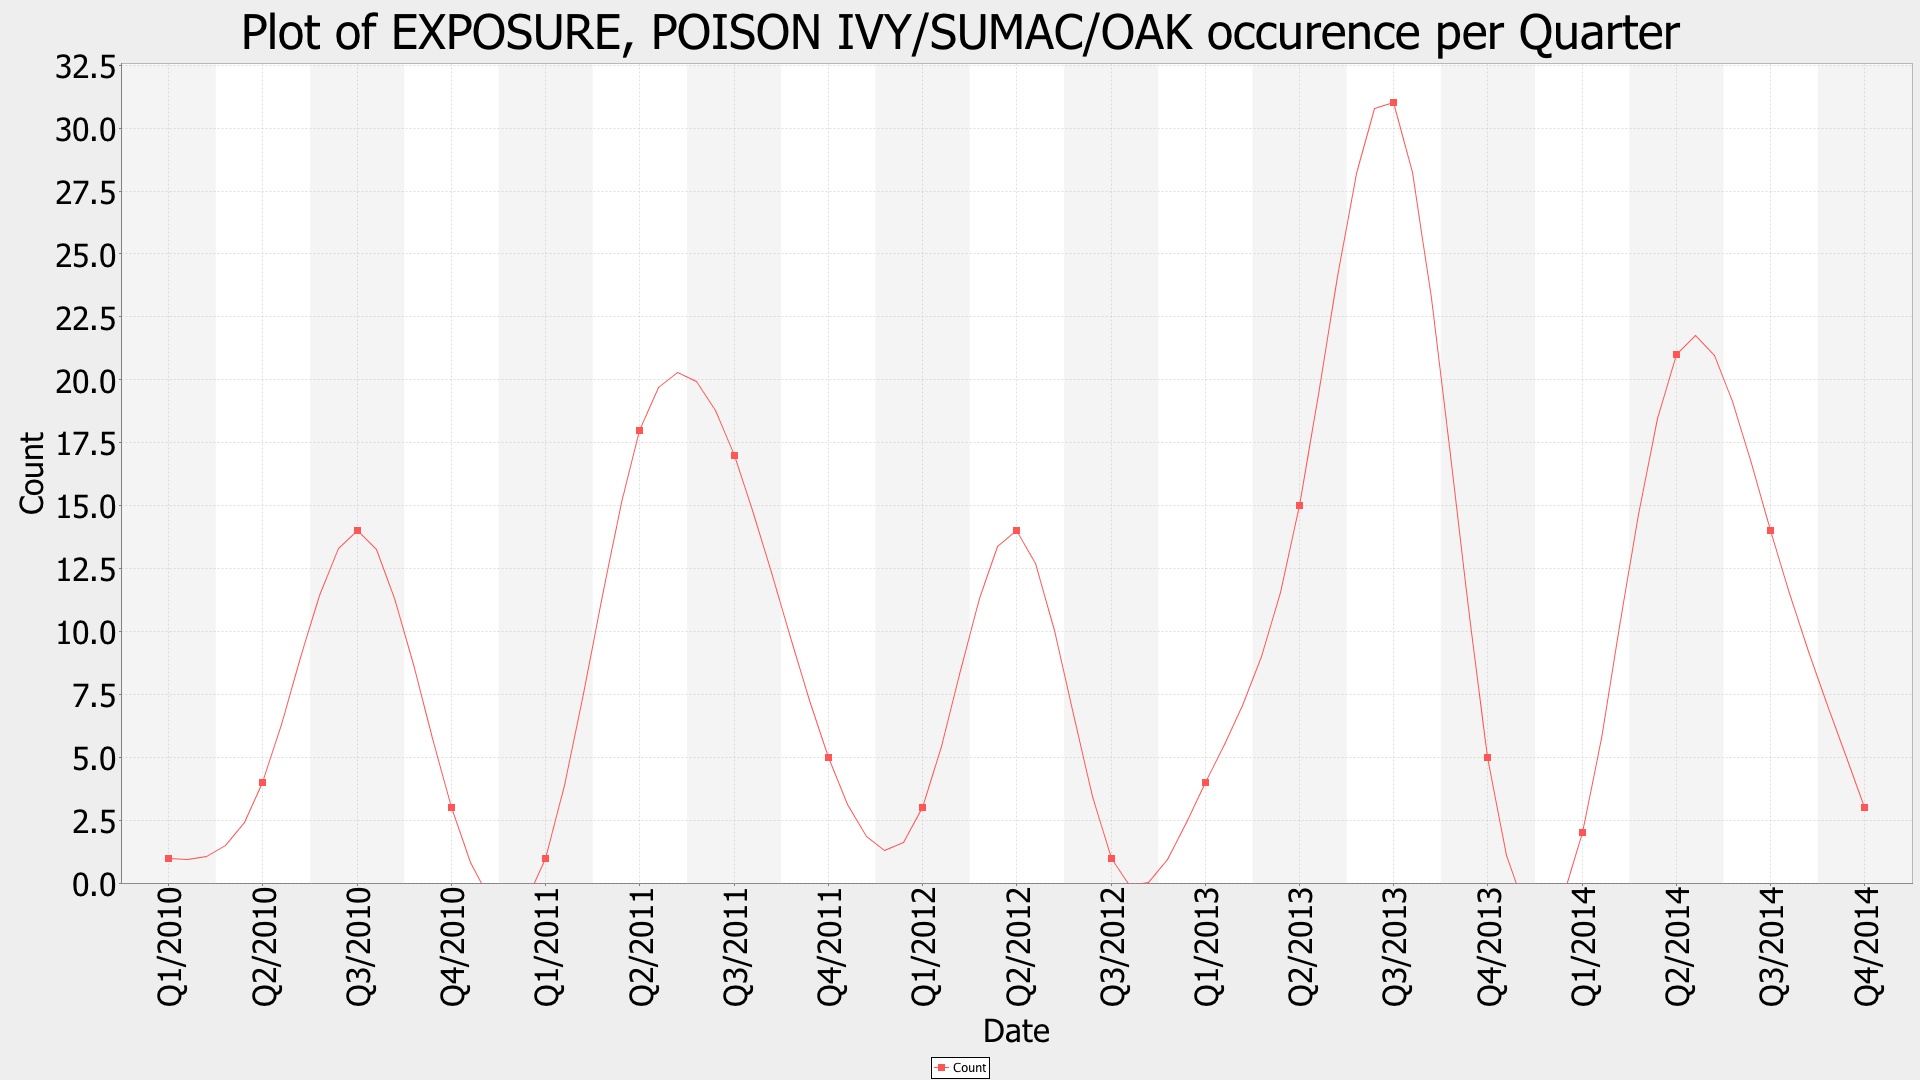 Plot of EXPOSURE, POISON IVY/SUMAC/OAK occurence per Quarter
32.5
30.0
27.5
25.0
22.5
20.0
17.5
15.0
12.5
10.0
7.5
5.0
2.5
0.0
Count
Q1/2010
Q2/2010
Q3/2010
Q4/2010
Q1/2011
Q2/2011
Q3/2011
Q4/2011
Q1/2012
Q2/2012
Q3/2012
Q1/2013
Q2/2013
Q3/2013
Q4/2013
Q1/2014
Q2/2014
Q3/2014
Q4/2014
Date
Count